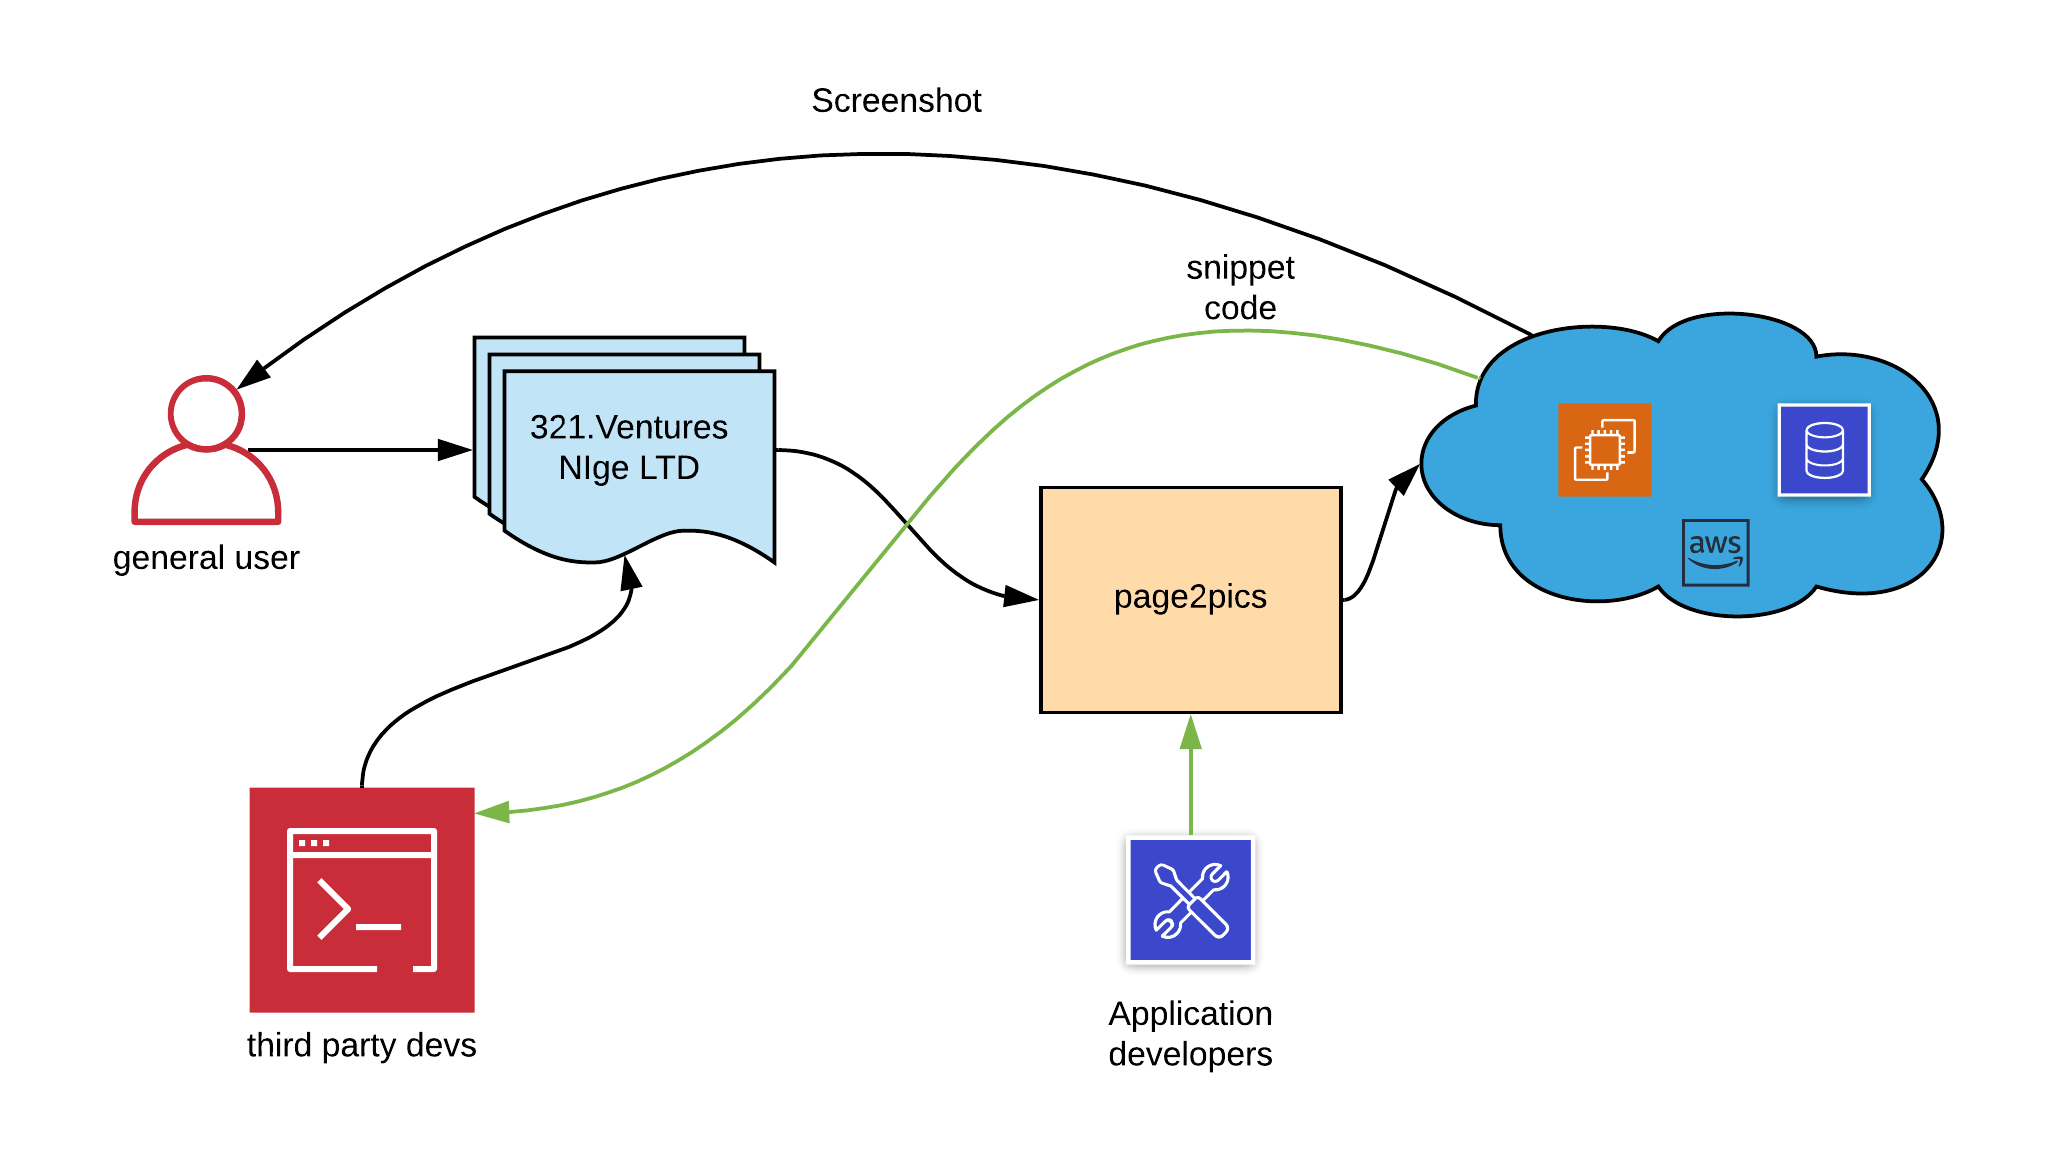 Screenshot
snippet
code
321.Ventures
NIge LTD
general user
page2pics
aws
third party devs
Application
developers